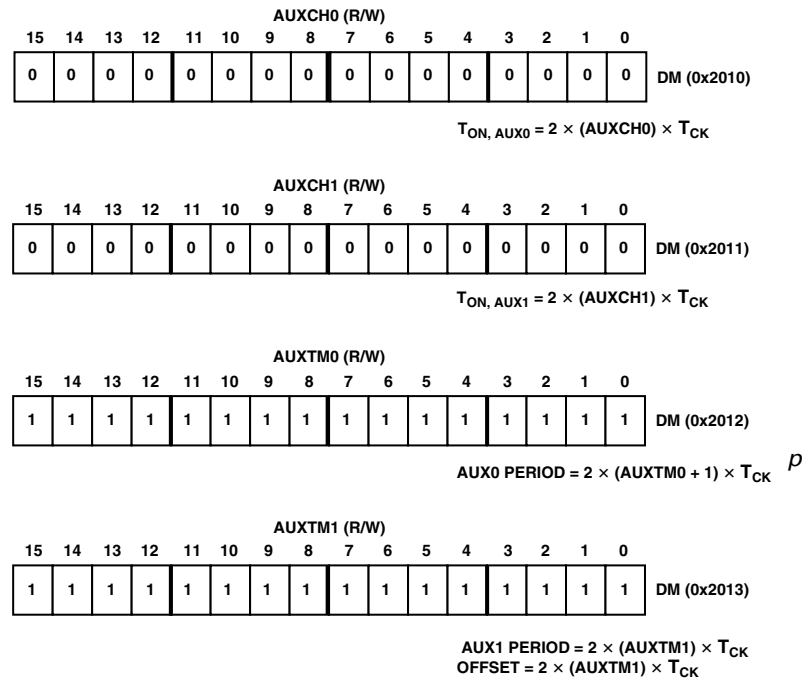 AUXCH0 (R/W)
15 14 13 12 11 10 9 8 7 6 5 4 3 2 1 0
0 0 0 0 0 0 0 0 0 0 0 0 0 0 0 0 DM (0x2010)
TON, AUX0 = 2 × (AUXCH0) × TCK
AUXCH1 (R/W)
15 14 13 12 11 10 9 8 7 6 5 4 3 2 1 0
0 0 0 0 0 0 0 0 0 0 0 0 0 0 0 0 DM (0x2011)
TON, AUX1 = 2 × (AUXCH1) × TCK
AUXTM0 (R/W)
15 14 13 12 11 10 9 8 7 6 5 4 3 2 1 0
1 1 1 1 1 1 1 1 1 1 1 1 1 1 1 1 DM (0x2012)
AUX0 PERIOD = 2 × (AUXTM0 + 1) × TCK p
AUXTM1 (R/W)
15 14 13 12 11 10 9 8 7 6 5 4 3 2 1 0
1 1 1 1 1 1 1 1 1 1 1 1 1 1 1 1 DM (0x2013)
AUX1 PERIOD = 2 × (AUXTM1) × TCK
OFFSET = 2 × (AUXTM1) × TCK